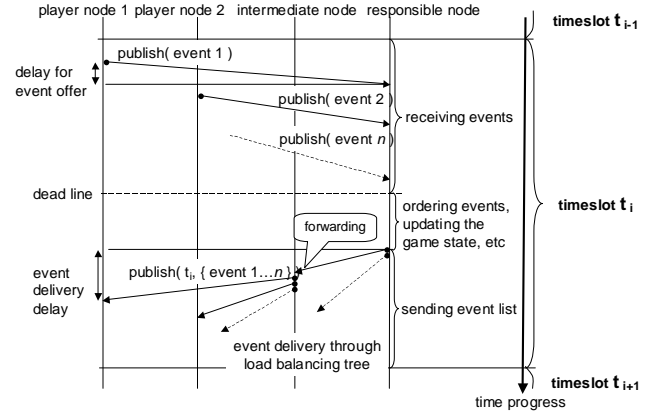 player node 1 player node 2 intermediate node responsible node
timeslot t i-1
publish( event 1 )
delay for
event offer
publish( event 2 )
receiving events
publish( event n )
dead line
timeslot t i
ordering events,
updating the
game state, etc
forwarding
event
delivery
delay
publish( ti, { event 1…n } )
sending event list
event delivery through
load balancing tree
timeslot t i+1
time progress